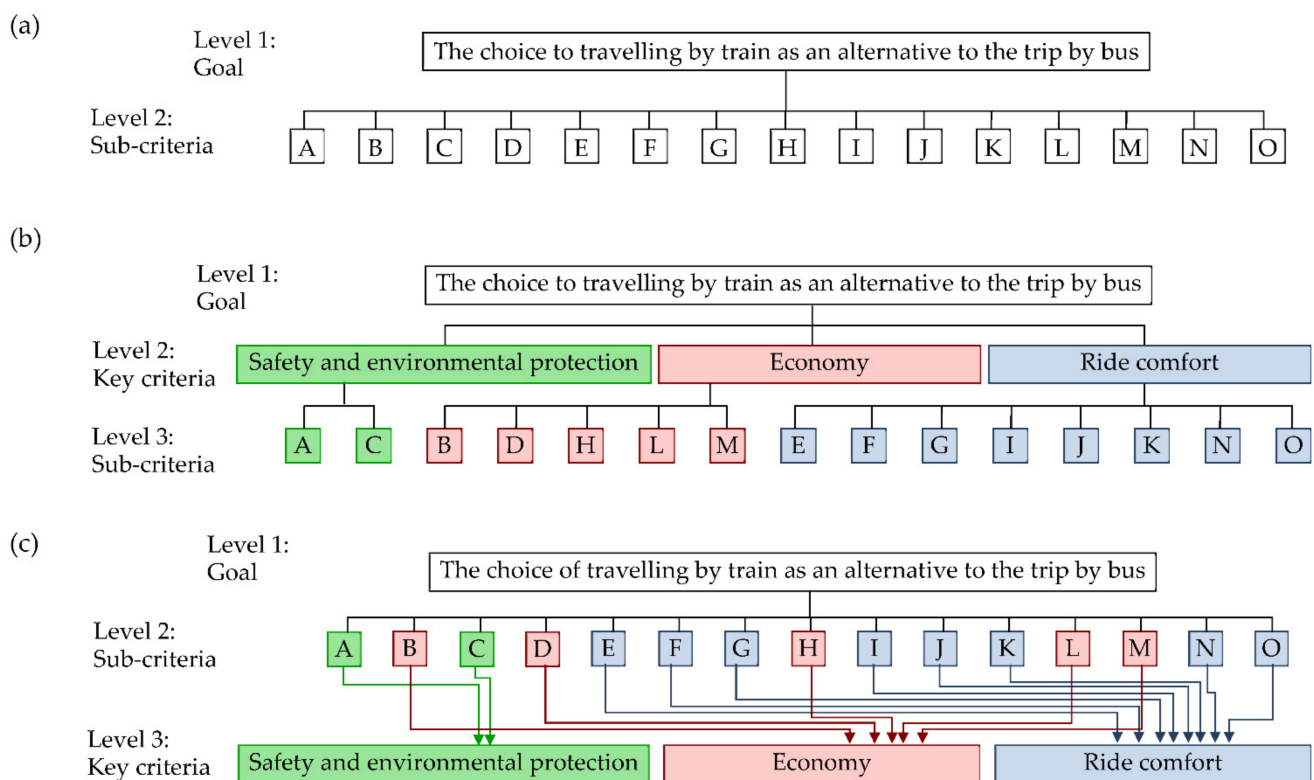 (a)
Level 1:
Goal
The choice to travelling by train as an alternative to the trip by bus
Level 2:
Sub-criteria
A B C D E F G H I J K L M N O
(b)
Level 1:
Goal
The choice to travelling by train as an alternative to the trip by bus
Level 2:
Key criteria
Safety and environmental protection Economy Ride comfort
Level 3:
Sub-criteria
A C B D H L M E F G I J K N O
(c)
Level 1:
Goal
The choice of travelling by train as an alternative to the trip by bus
Level 2:
Sub-criteria
A B C D E F G H I J K L M N O
Level 3:
Key criteria
Safety and environmental protection Economy Ride comfort